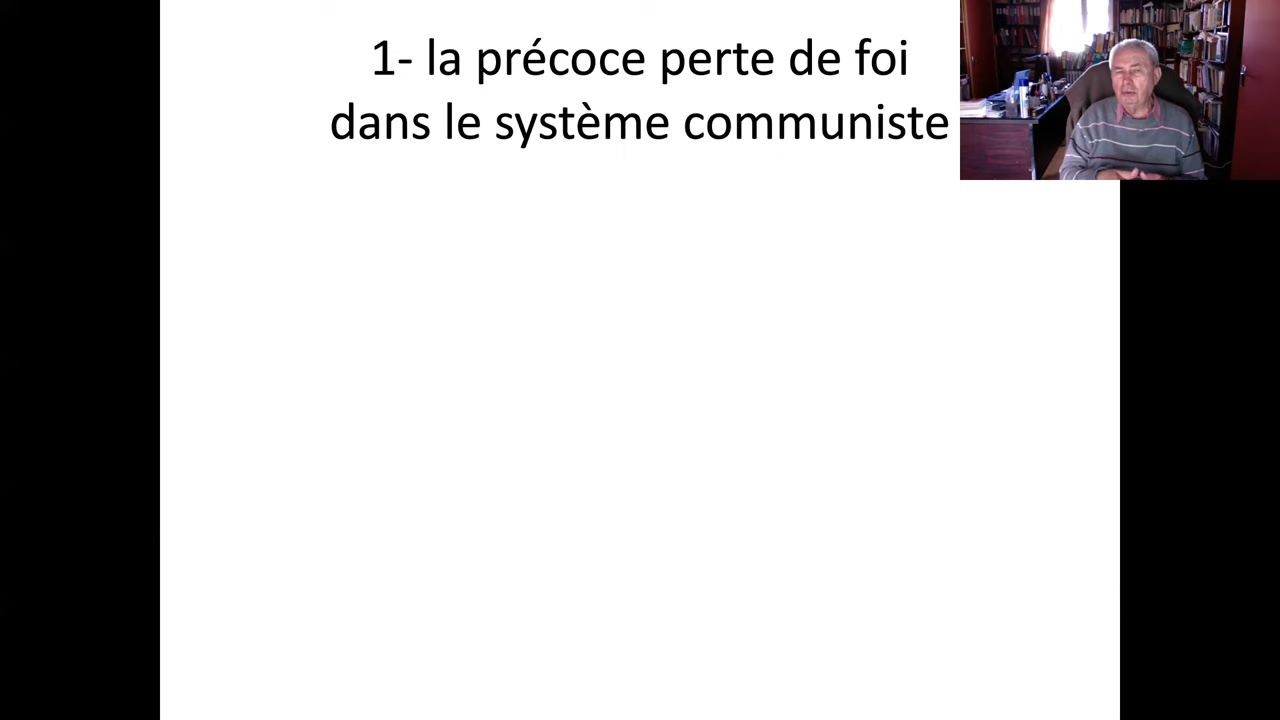 1- la précoce perte de foi
dans le système communiste